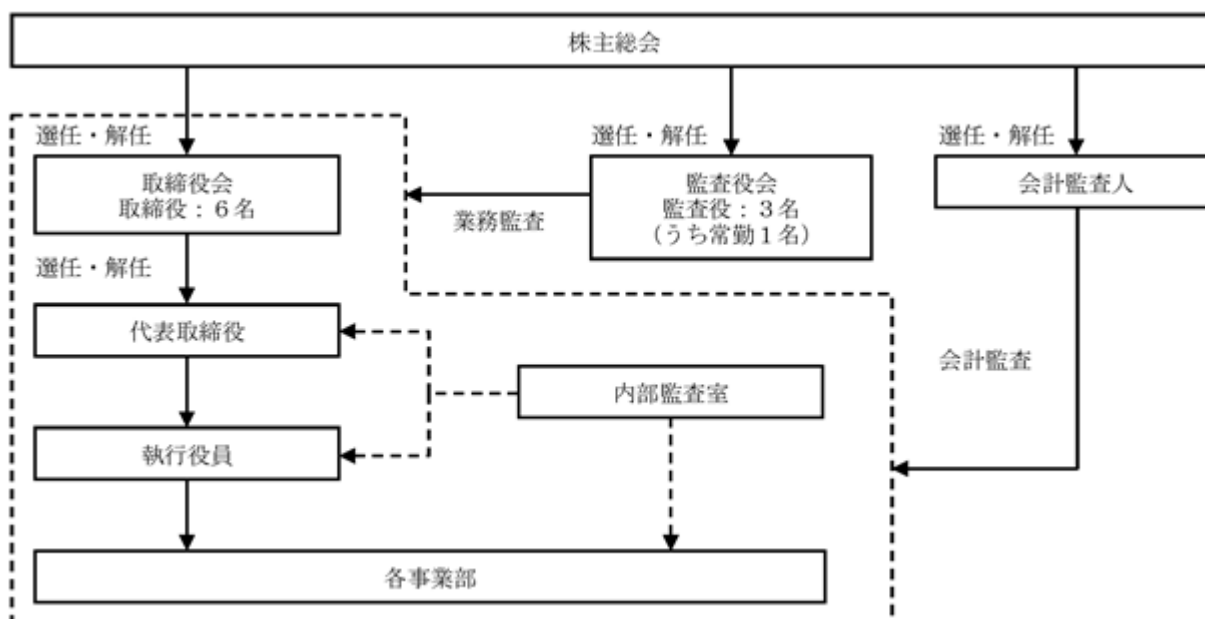 株主総会
選任・解任
選任・解任
選任・解任
取締役会
取締役：６名
監査役会
監査役：３名
（うち常勤１名）
会計監査人
業務監査
選任・解任
代表取締役
会計監査
内部監査室
執行役員
各事業部